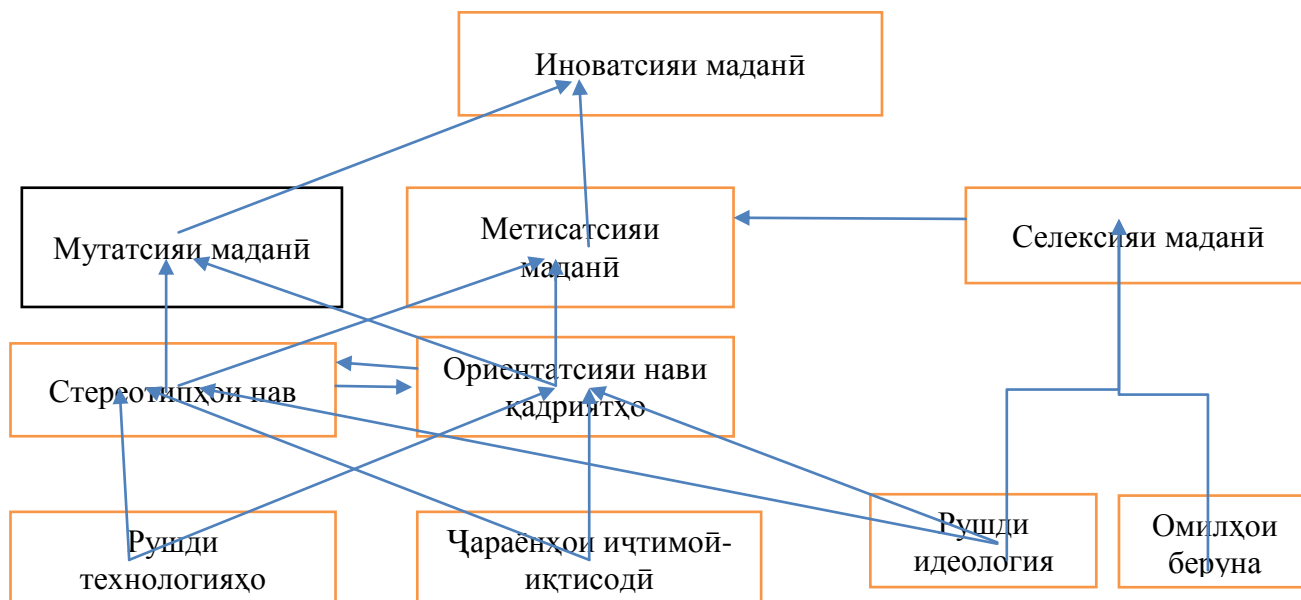 Иноватсияи маданӣ
Мутатсияи маданӣ
Метисатсияи
маданӣ
Селексияи маданӣ
Стереотипҳои нав
Ориентатсияи нави
қадриятҳо
Рушди
технологияҳо
Ҷараёнҳои иҷтимоӣ-
иқтисодӣ
Рушди
идеология
Омилҳои
беруна